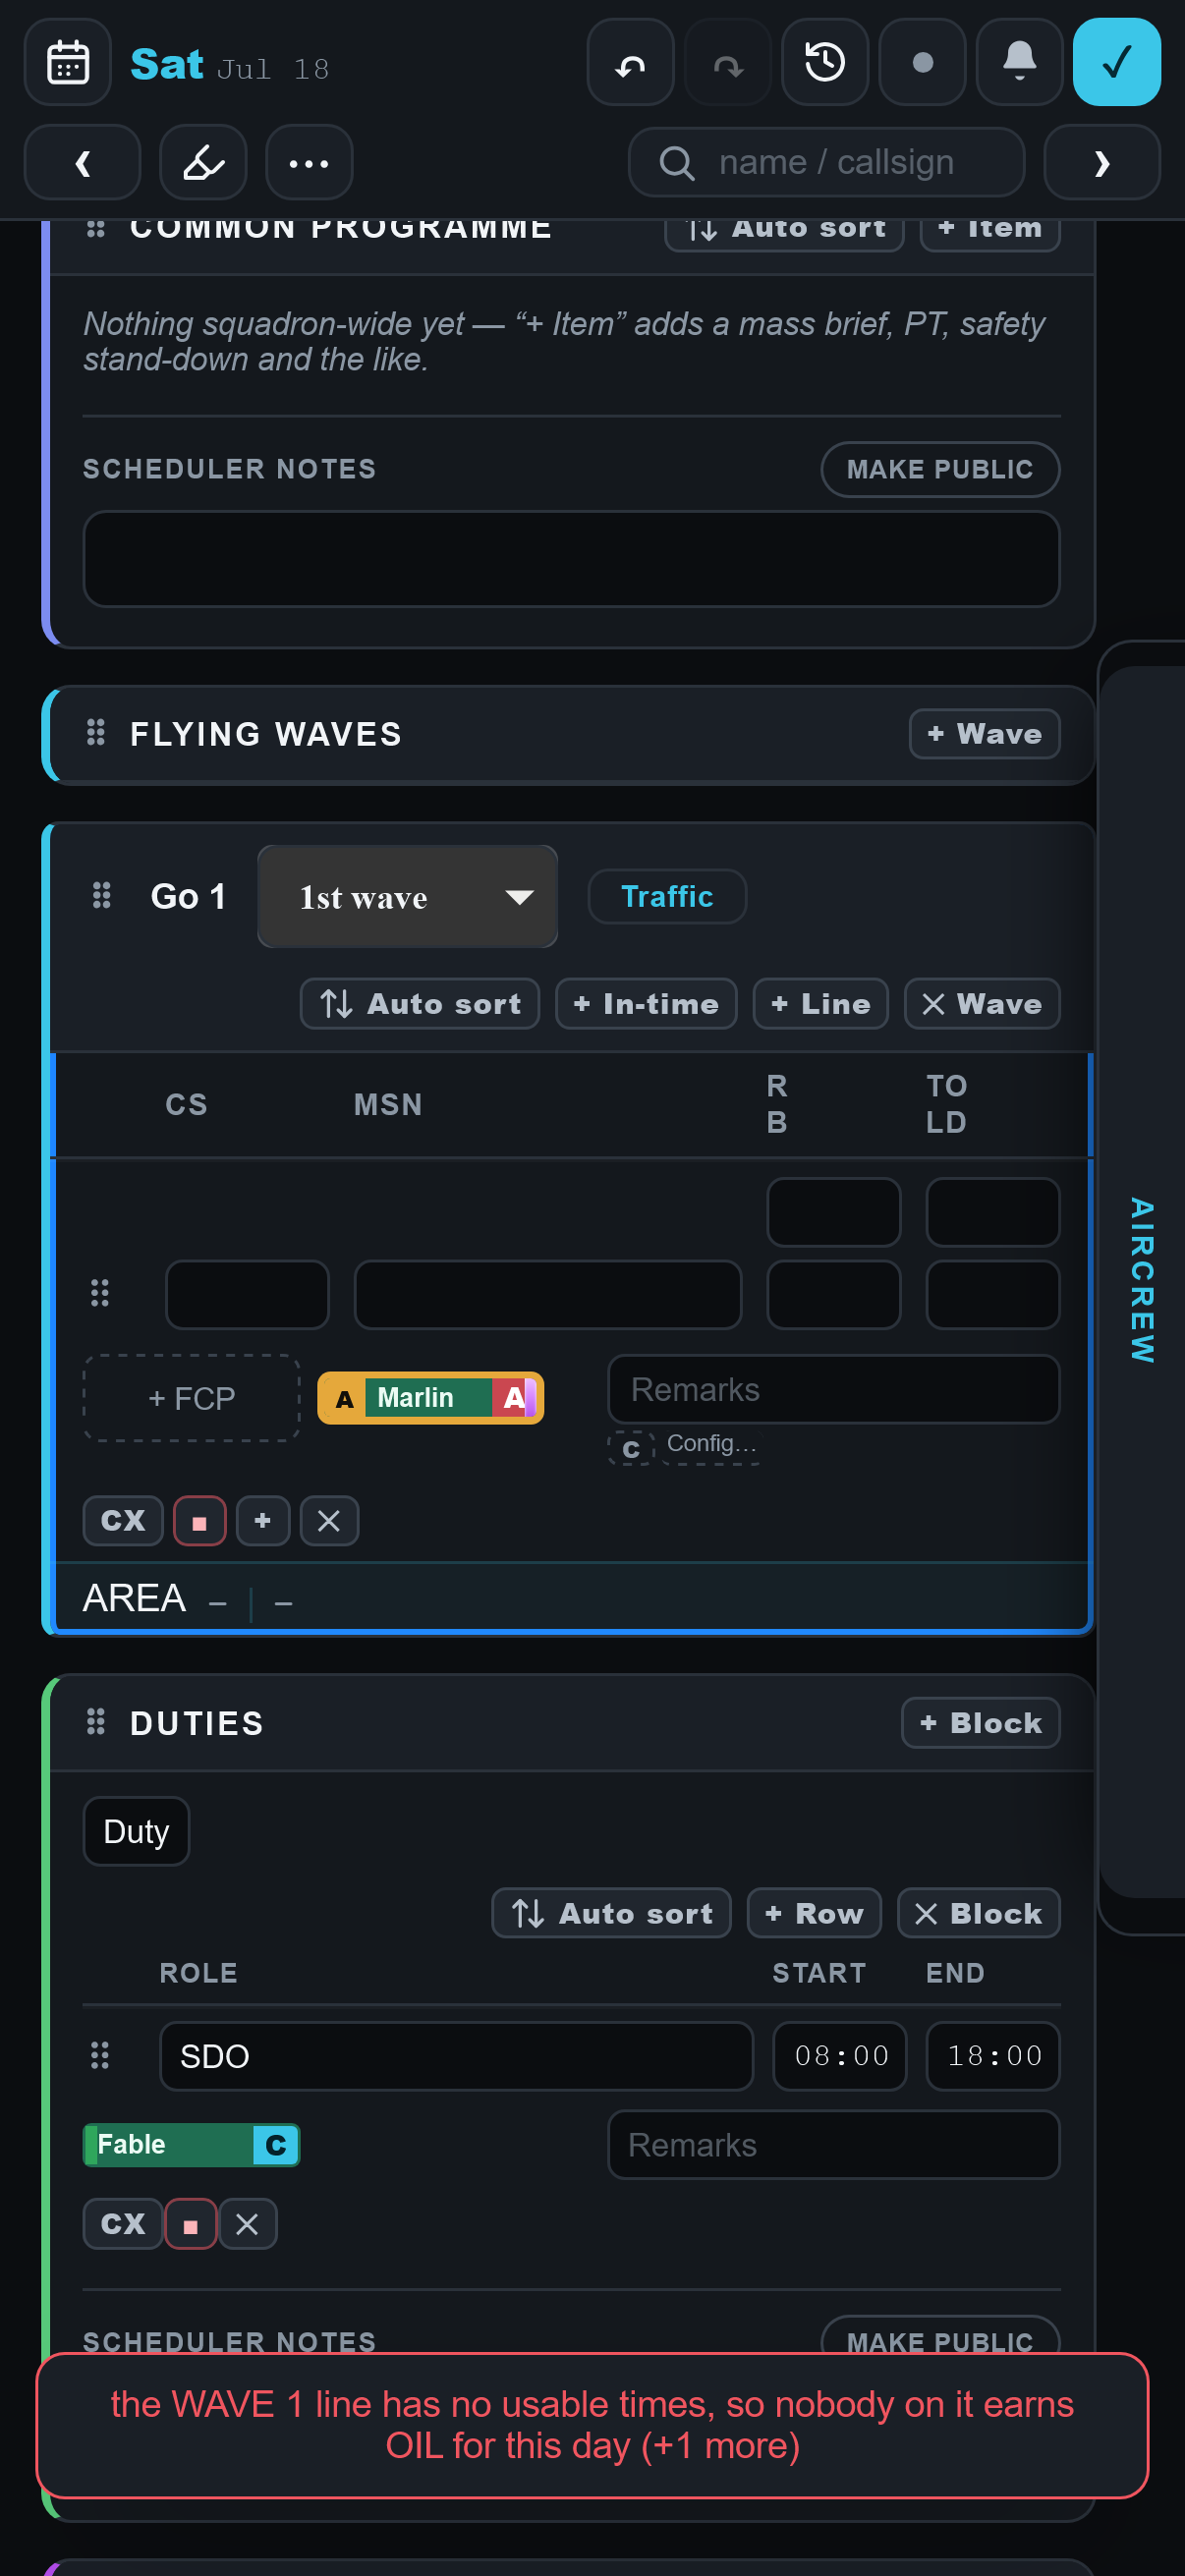 Sat Jul 18
name / callsign
COMMON PROGRAMME Auto sort + Item
Nothing squadron-wide yet — “+ Item” adds a mass brief, PT, safety
stand-down and the like.
SCHEDULER NOTES MAKE PUBLIC
FLYING WAVES + Wave
Go 1 1st wave Traffic
Auto sort + In-time + Line × Wave
CS MSN R B TO LD
+ FCP A Marlin A Remarks
C Config...
CX + ×
AREA – | –
AIRCREW
DUTIES + Block
Duty
Auto sort + Row × Block
ROLE START END
SDO 08:00 18:00
Fable C Remarks
CX ×
SCHEDULER NOTES MAKE PUBLIC
the WAVE 1 line has no usable times, so nobody on it earns
OIL for this day (+1 more)